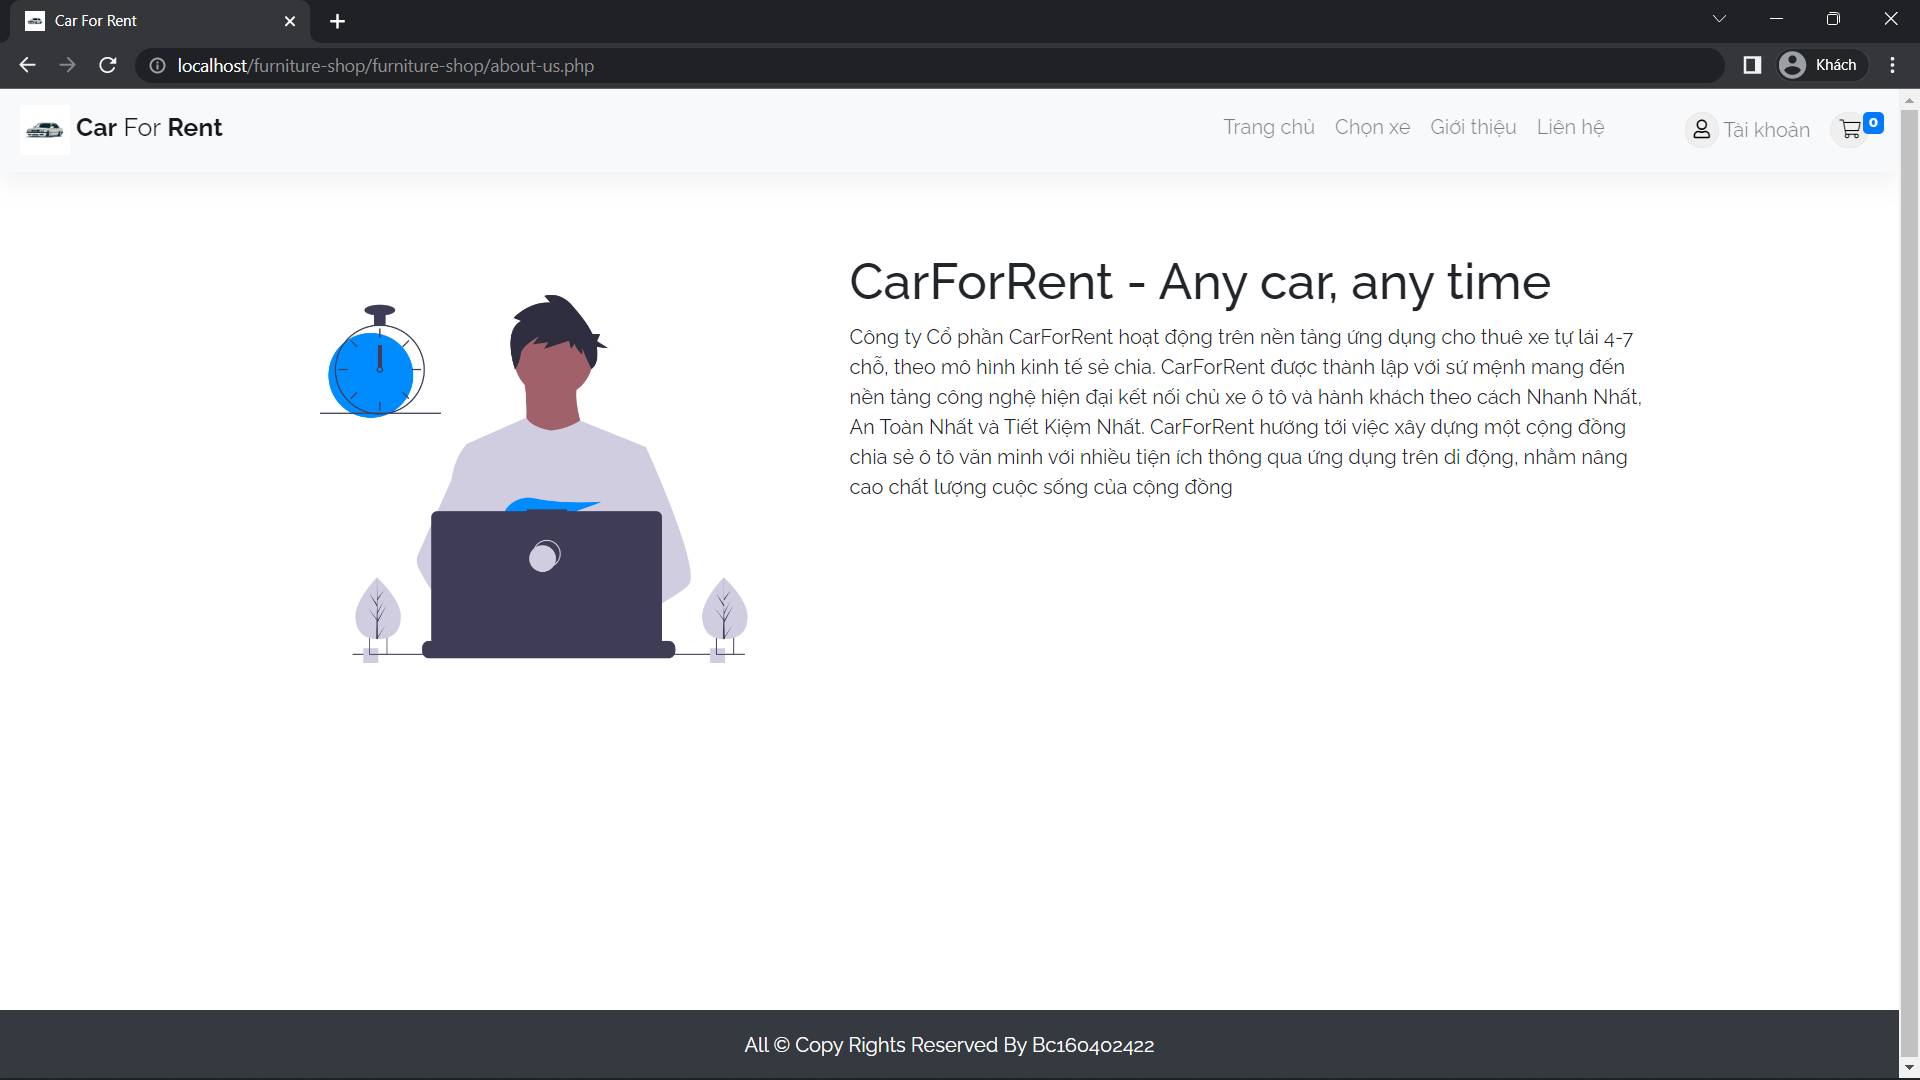 Car For Rent
localhost/furniture-shop/furniture-shop/about-us.php
Khách
Car For Rent
Trang chủ Chọn xe Giới thiệu Liên hệ Tài khoản 0
CarForRent - Any car, any time
Công ty Cổ phần CarForRent hoạt động trên nền tảng ứng dụng cho thuê xe tự lái 4-7
chỗ, theo mô hình kinh tế sẻ chia. CarForRent được thành lập với sứ mệnh mang đến
nền tảng công nghệ hiện đại kết nối chủ xe ô tô và hành khách theo cách Nhanh Nhất,
An Toàn Nhất và Tiết Kiệm Nhất. CarForRent hướng tới việc xây dựng một cộng đồng
chia sẻ ô tô văn minh với nhiều tiện ích thông qua ứng dụng trên di động, nhằm nâng
cao chất lượng cuộc sống của cộng đồng
All © Copy Rights Reserved By Bc160402422